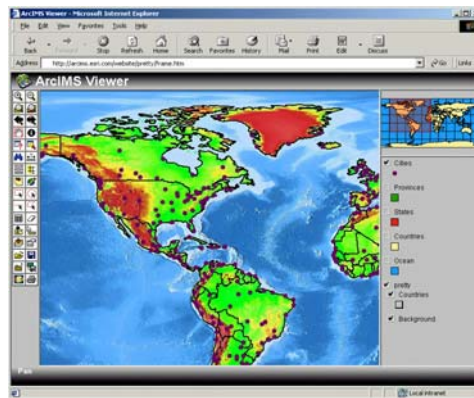 ArcIMS Viewer - Microsoft Internet Explorer
File Edit View Favorites Tools Help
Back Forward Stop Refresh Home Search Favorites History Mail Print Edit Discuss
Address http://arcims.esri.com/website/pretty/frame.htm Go Links
ArcIMS Viewer
Cities
Provinces
States
Countries
Ocean
pretty
Countries
Background
Pan
Local intranet